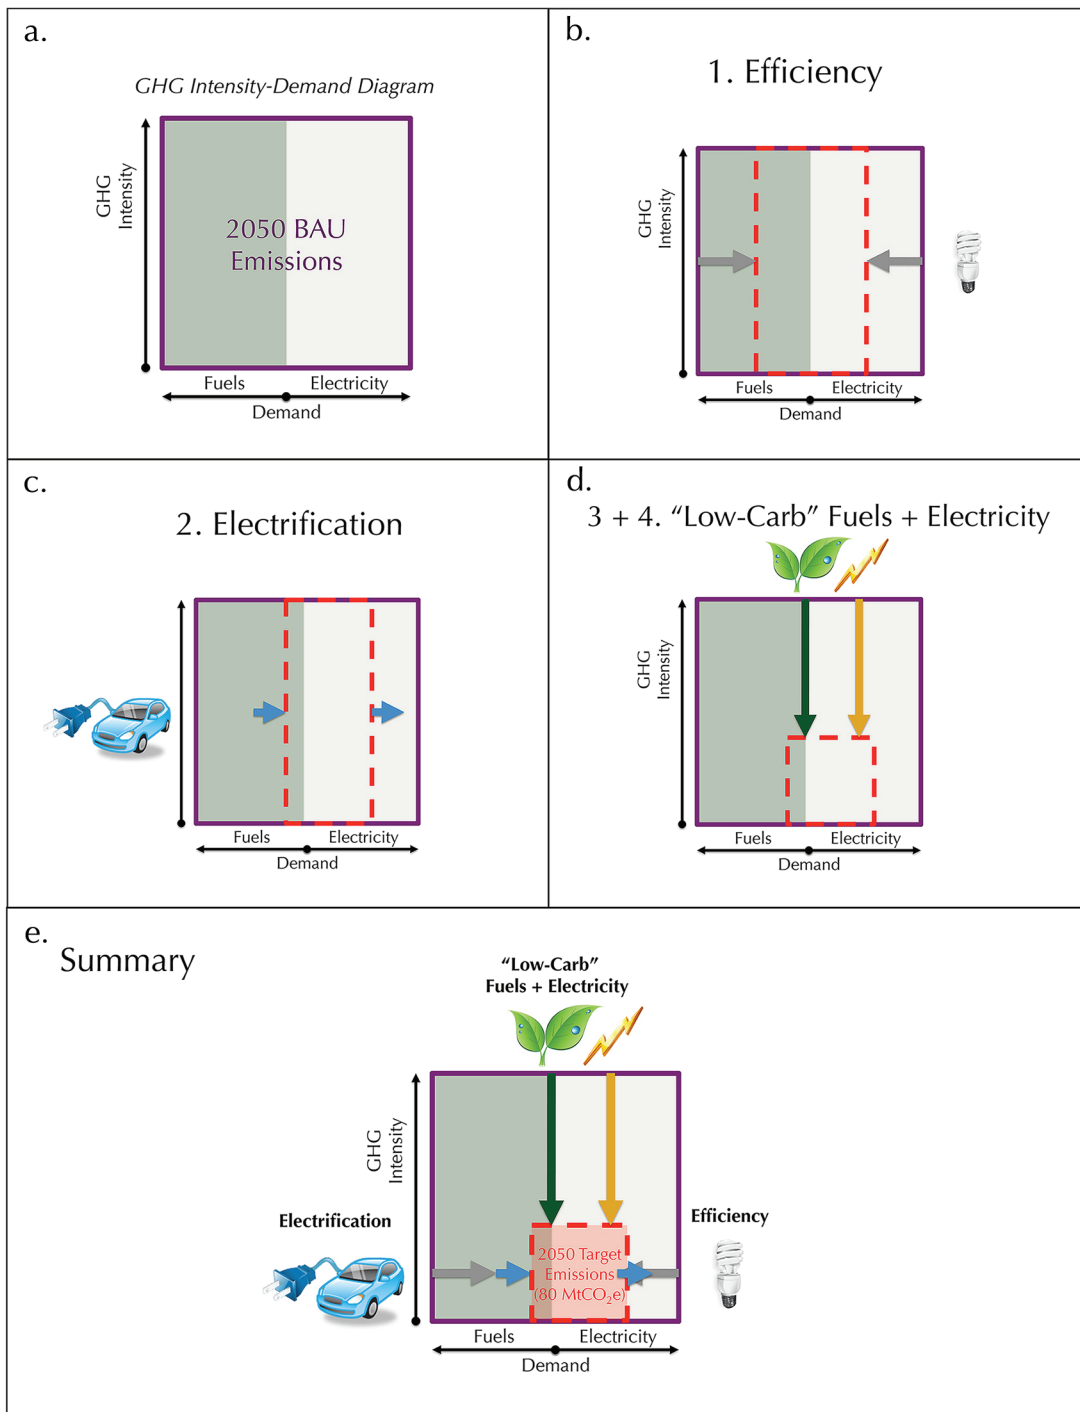 a.
GHG Intensity-Demand Diagram
GHG
Intensity
2050 BAU
Emissions
Fuels
Electricity
Demand
b.
1. Efficiency
GHG
Intensity
Fuels
Electricity
Demand
c.
2. Electrification
Fuels
Electricity
Demand
d.
3 + 4. “Low-Carb” Fuels + Electricity
GHG
Intensity
Fuels
Electricity
Demand
e.
Summary
“Low-Carb”
Fuels + Electricity
GHG
Intensity
Electrification
Efficiency
2050 Target
Emissions
(80 MtCO₂e)
Fuels
Electricity
Demand